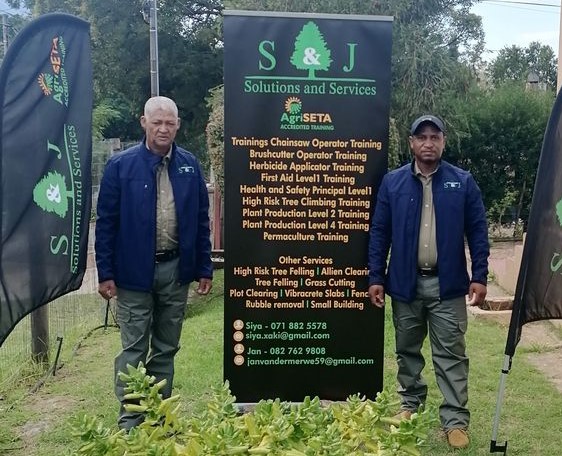 S & J
Solutions and Services
AgriSETA
ACCREDITED TRAINING
Trainings Chainsaw Operator Training
Brushcutter Operator Training
Herbicide Applicator Training
First Aid Level1 Training
Health and Safety Principal Level1
High Risk Tree Climbing Training
Plant Production Level 2 Training
Plant Production Level 4 Training
Permaculture Training
Other Services
High Risk Tree Felling | Allien Clearin
Tree Felling | Grass Cutting
Plot Clearing | Vibracrete Slabs | Fence
Rubble removal | Small Building
Siya - 071 882 5578
siya.xaki@gmail.com
Jan - 082 762 9808
janvandermerwe59@gmail.com
AgriSETA
ACCREDITED TRAINING
S & J
Solutions and Services
S &